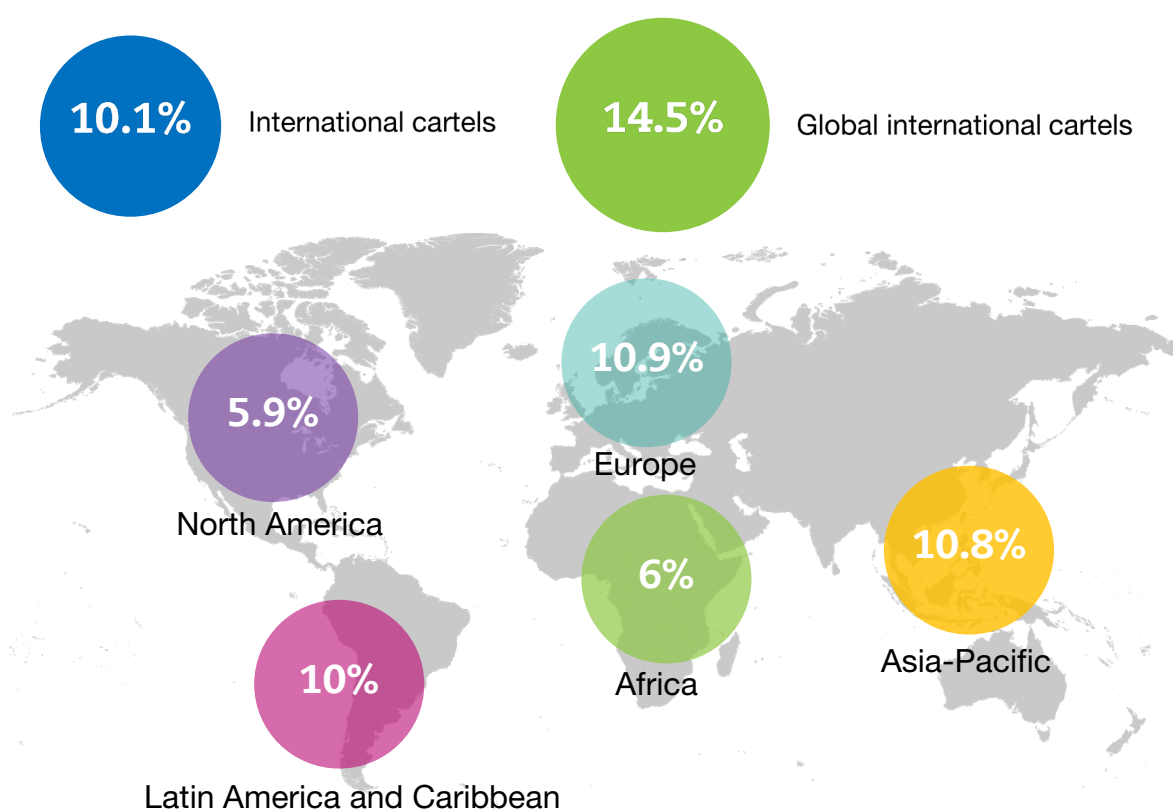 10.1%
International cartels
14.5%
Global international cartels
10.9%
Europe
5.9%
North America
10.8%
Asia-Pacific
6%
Africa
10%
Latin America and Caribbean